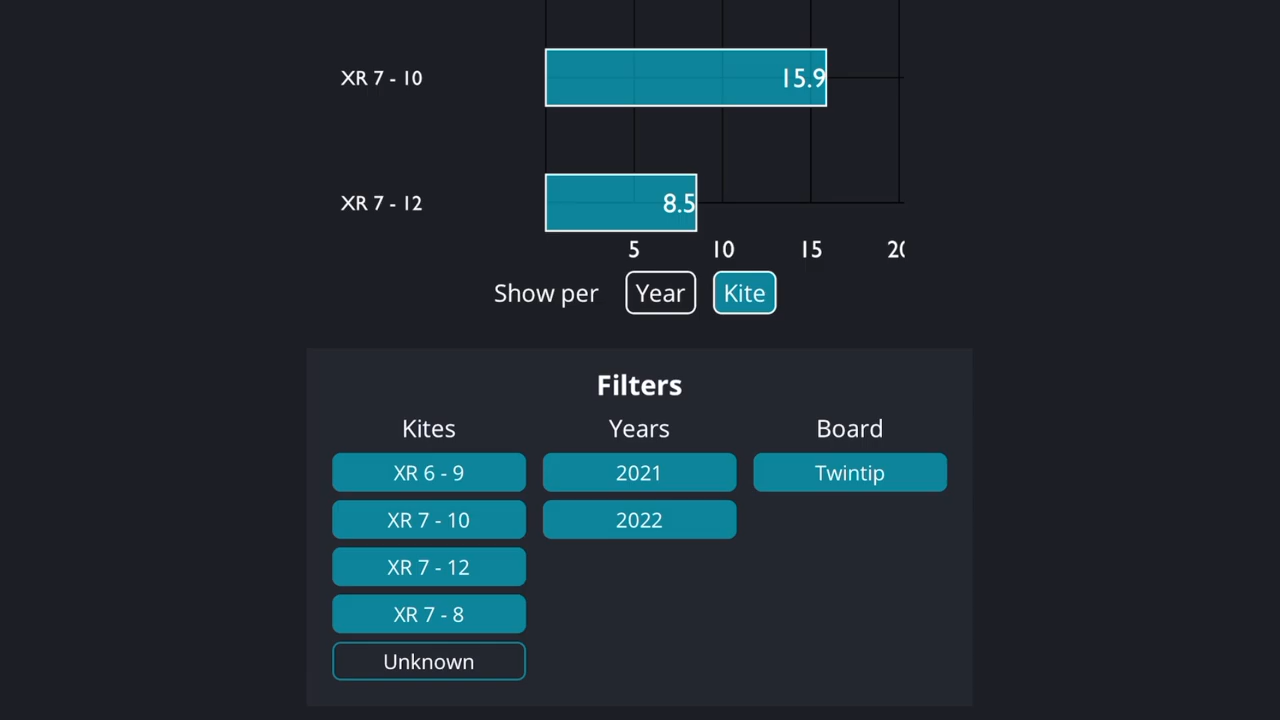 XR 7 - 10
15.9
XR 7 - 12
8.5
5 10 15
Show per Year Kite
Filters
Kites Years Board
XR 6 - 9 2021 Twintip
XR 7 - 10 2022
XR 7 - 12
XR 7 - 8
Unknown